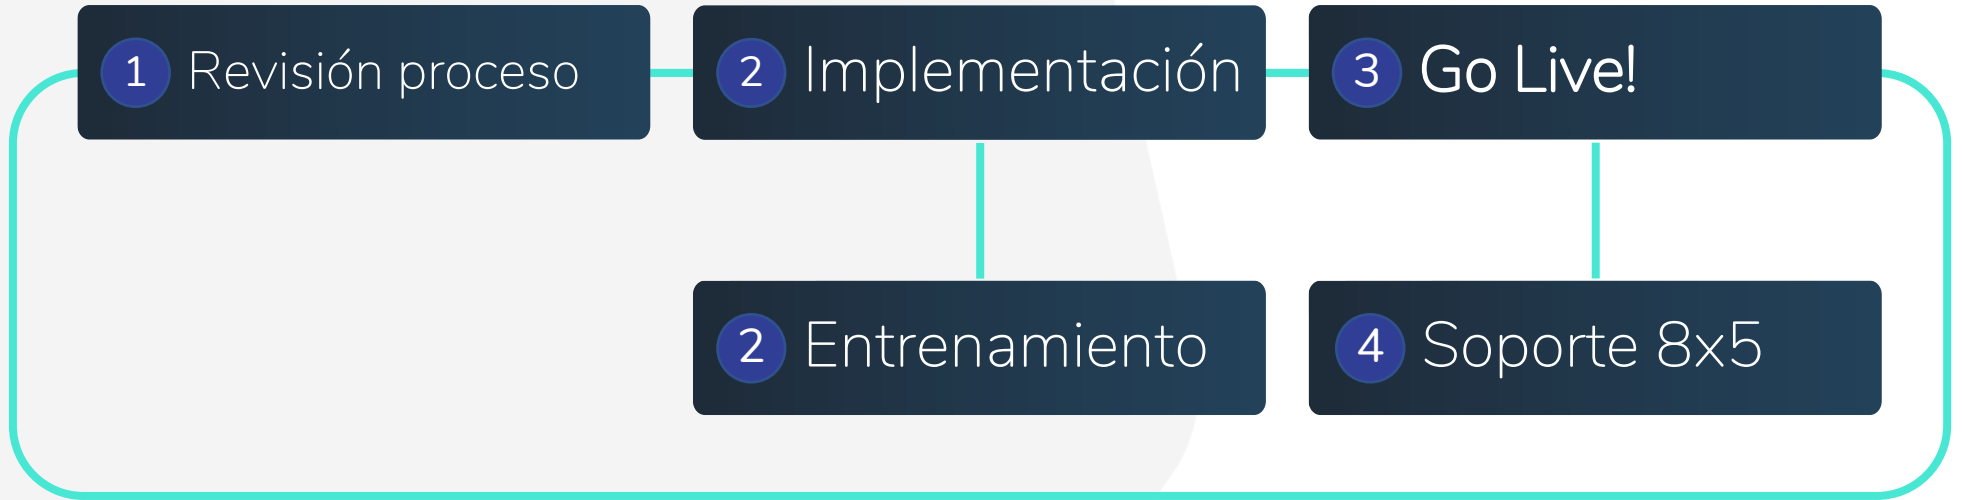 1 Revisión proceso
2 Implementación
3 Go Live!
2 Entrenamiento
4 Soporte 8x5